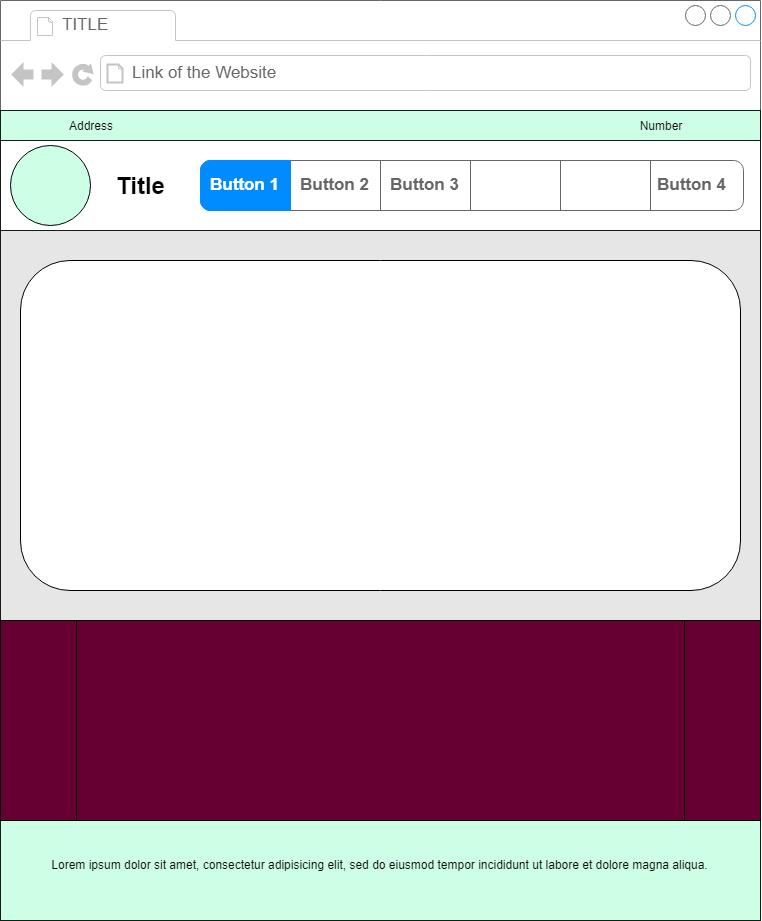 TITLE
Link of the Website
Address Number
Title Button 1 Button 2 Button 3 Button 4
Lorem ipsum dolor sit amet, consectetur adipisicing elit, sed do eiusmod tempor incididunt ut labore et dolore magna aliqua.